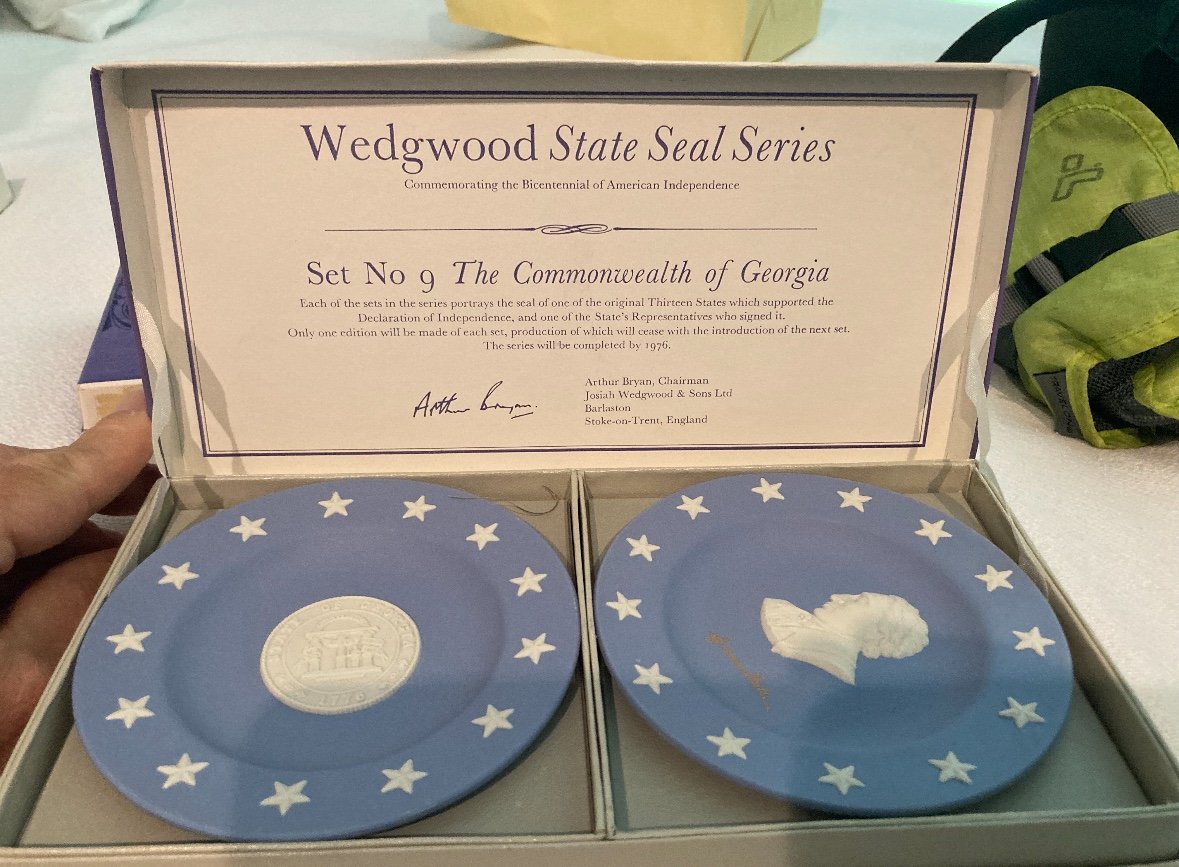 Wedgwood State Seal Series
Commemorating the Bicentennial of American Independence
Set No 9 The Commonwealth of Georgia
Each of the sets in the series portrays the seal of one of the original Thirteen States which supported the
Declaration of Independence, and one of the State's Representatives who signed it.
Only one edition will be made of each set, production of which will cease with the introduction of the next set.
The series will be completed by 1976.
Arthur Bryan.
Arthur Bryan, Chairman
Josiah Wedgwood & Sons Ltd
Barlaston
Stoke-on-Trent, England
1776